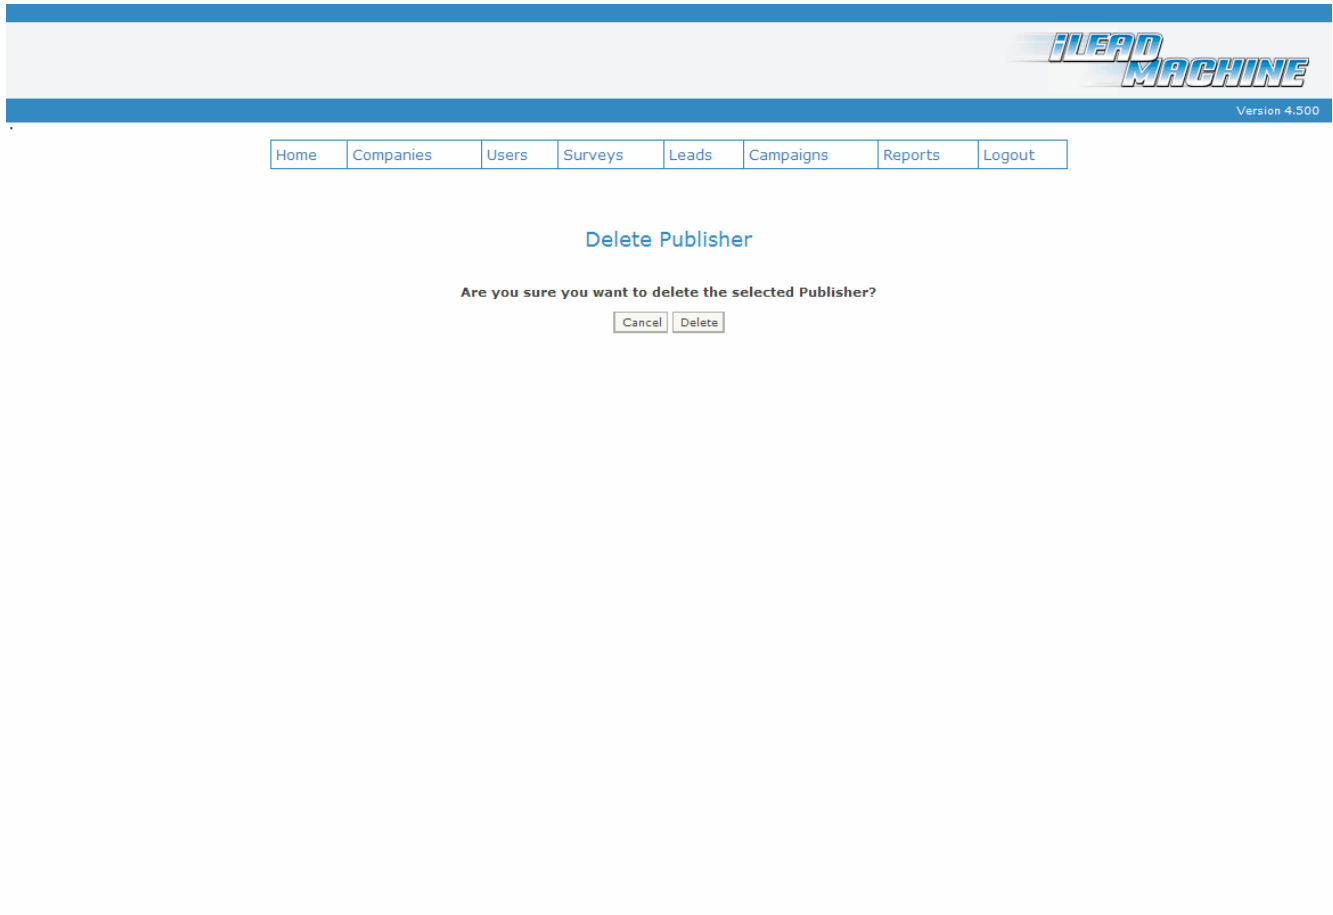 iLEAD
MACHINE
Version 4.500
.
Home Companies Users Surveys Leads Campaigns Reports Logout
Delete Publisher
Are you sure you want to delete the selected Publisher?
Cancel Delete